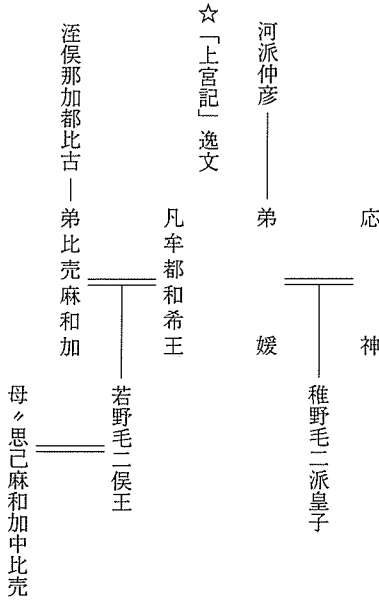 応神
稚野毛二派皇子
河派仲彦
弟媛
☆「上宮記」逸文
凡牟都和希王
若野毛二俣王
洷俣那加都比古
弟比売麻和加
母〃思己麻和加中比売